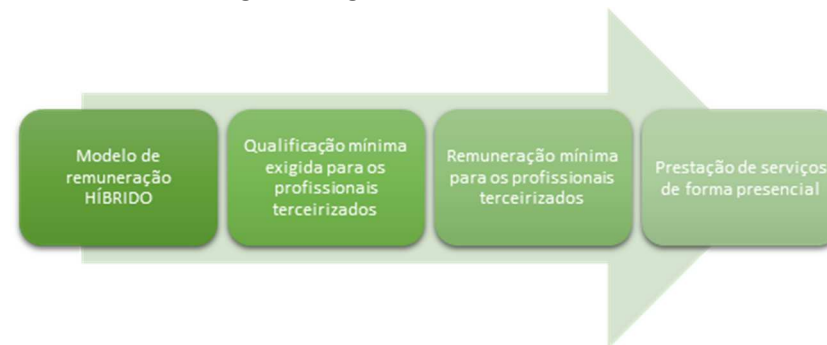 Modelo de
remuneração
HÍBRIDO
Qualificação mínima
exigida para os
profissionais
terceirizados
Remuneração mínima
para os profissionais
terceirizados
Prestação de serviços
de forma presencial